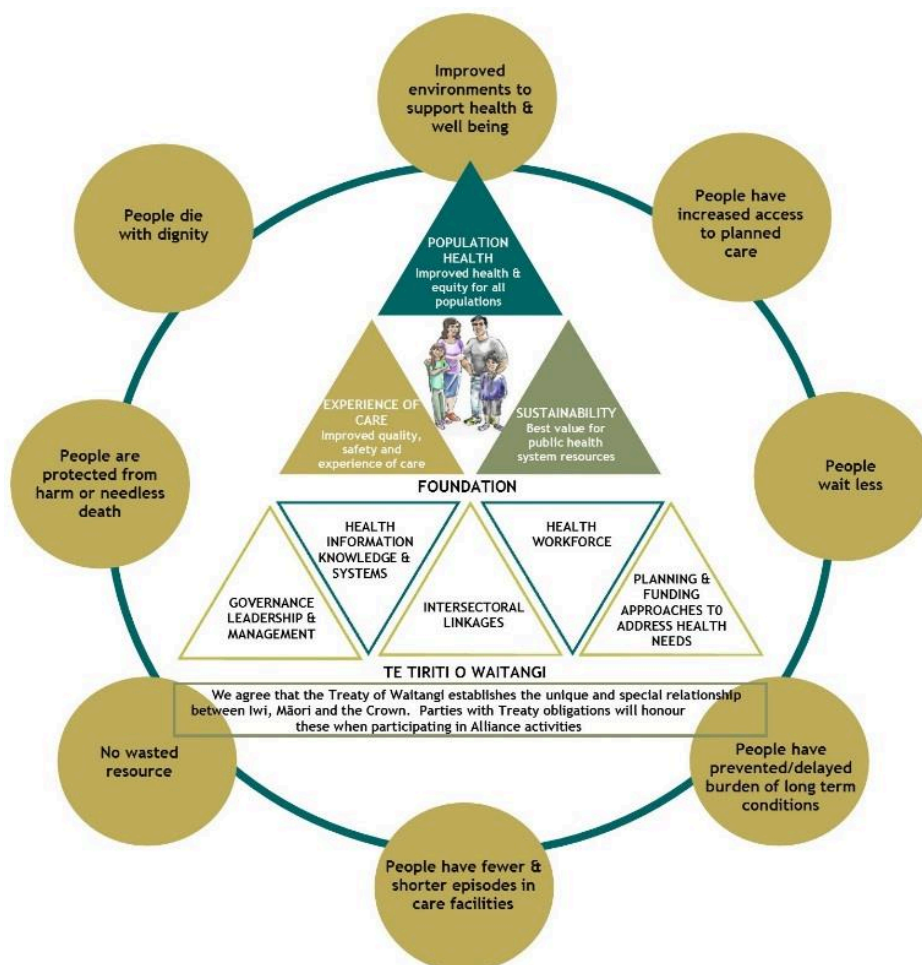 Improved
environments to
support health &
well being
People have
increased access
to planned
care
People
wait less
People have
prevented/delayed
burden of long term
conditions
People have fewer &
shorter episodes in
care facilities
No wasted
resource
People are
protected from
harm or needless
death
People die
with dignity
POPULATION
HEALTH
Improved health &
equity for all
populations
EXPERIENCE OF
CARE
Improved quality,
safety and
experience of care
SUSTAINABILITY
Best value for
public health
system resources
FOUNDATION
GOVERNANCE
LEADERSHIP &
MANAGEMENT
HEALTH
INFORMATION
KNOWLEDGE &
SYSTEMS
INTERSECTORAL
LINKAGES
HEALTH
WORKFORCE
PLANNING &
FUNDING
APPROACHES TO
ADDRESS HEALTH
NEEDS
TE TIRITI O WAITANGI
We agree that the Treaty of Waitangi establishes the unique and special relationship
between Iwi, Māori and the Crown. Parties with Treaty obligations will honour
these when participating in Alliance activities